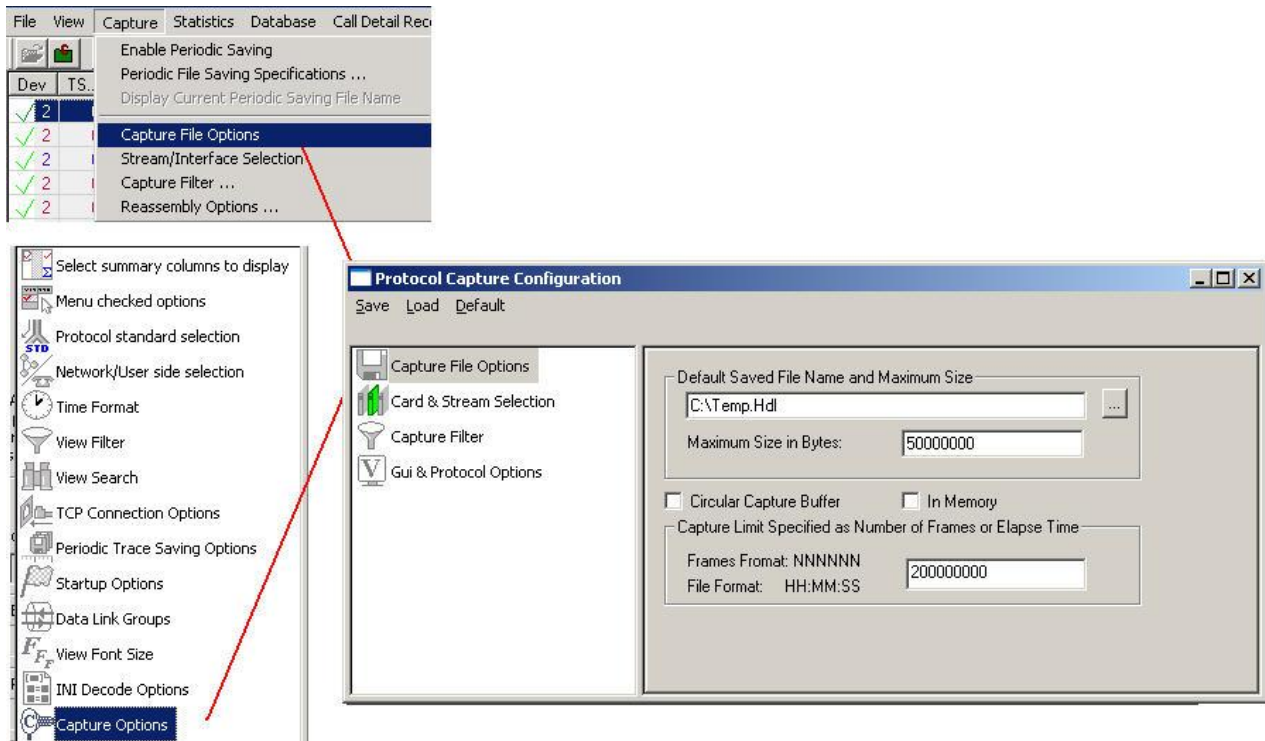 File View Capture Statistics Database Call Detail Rec
Enable Periodic Saving
Periodic File Saving Specifications ...
Display Current Periodic Saving File Name
Capture File Options
Stream/Interface Selection
Capture Filter ...
Reassembly Options ...
Dev TS..
2
2
2
2
2
Select summary columns to display
Menu checked options
STD Protocol standard selection
Network/User side selection
Time Format
View Filter
View Search
TCP Connection Options
Periodic Trace Saving Options
Startup Options
Data Link Groups
View Font Size
INI Decode Options
Capture Options
Protocol Capture Configuration
Save Load Default
Capture File Options
Card & Stream Selection
Capture Filter
Gui & Protocol Options
Default Saved File Name and Maximum Size
C:\Temp.Hdl ...
Maximum Size in Bytes: 50000000
Circular Capture Buffer In Memory
Capture Limit Specified as Number of Frames or Elapse Time
Frames Fromat: NNNNNN
200000000
File Format: HH:MM:SS